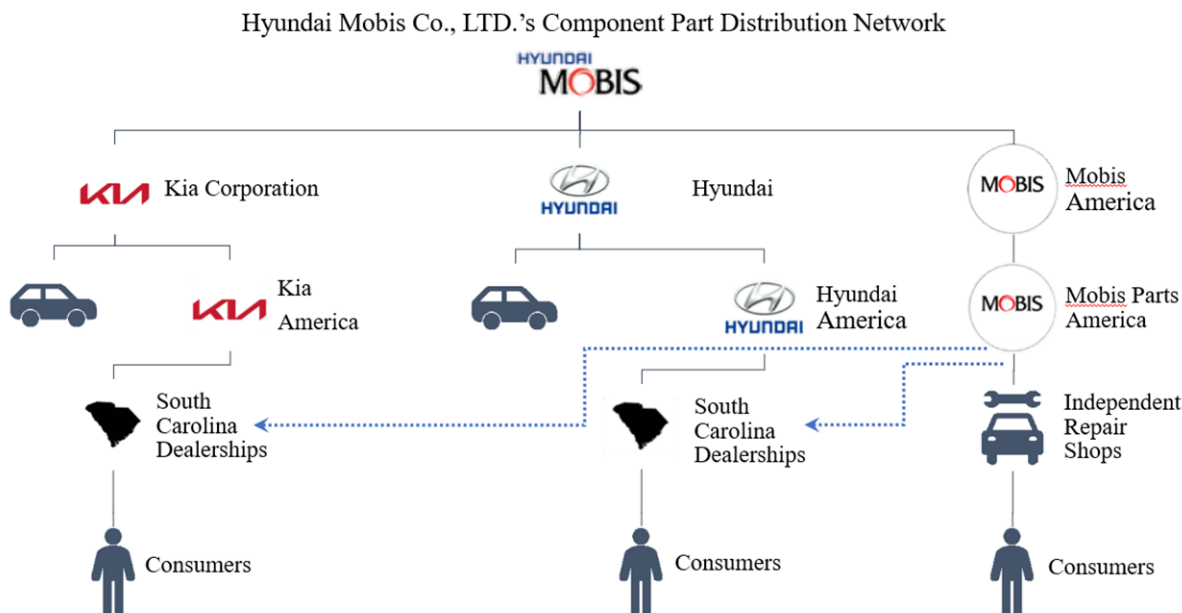 Hyundai Mobis Co., LTD.'s Component Part Distribution Network
HYUNDAI
MOBIS
KIA
Kia Corporation
HYUNDAI
Hyundai
MOBIS
Mobis
America
KIA
Kia
America
HYUNDAI
Hyundai
America
MOBIS
Mobis Parts
America
South
Carolina
Dealerships
South
Carolina
Dealerships
Independent
Repair
Shops
Consumers
Consumers
Consumers